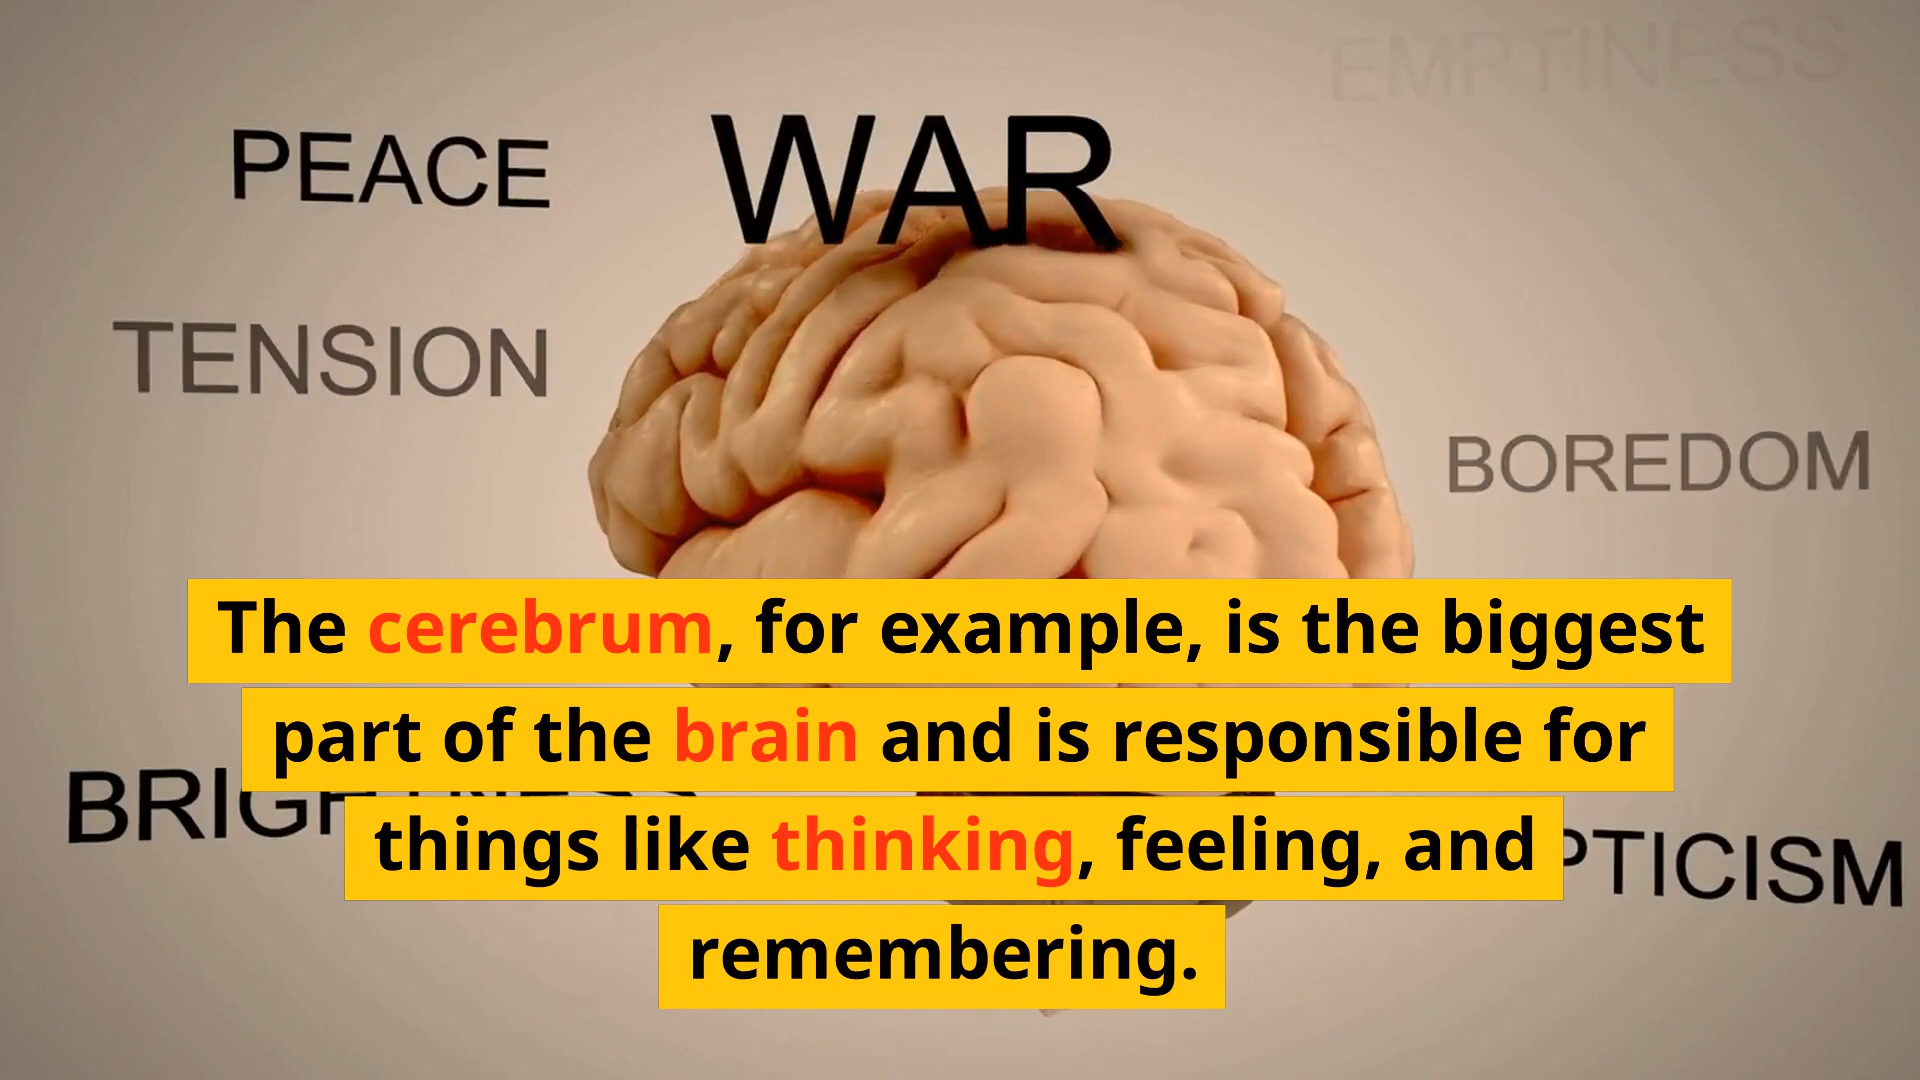 EMPTINESS
PEACE
WAR
TENSION
BOREDOM
The cerebrum, for example, is the biggest
part of the brain and is responsible for
things like thinking, feeling, and
remembering.
BRIGHTNESS